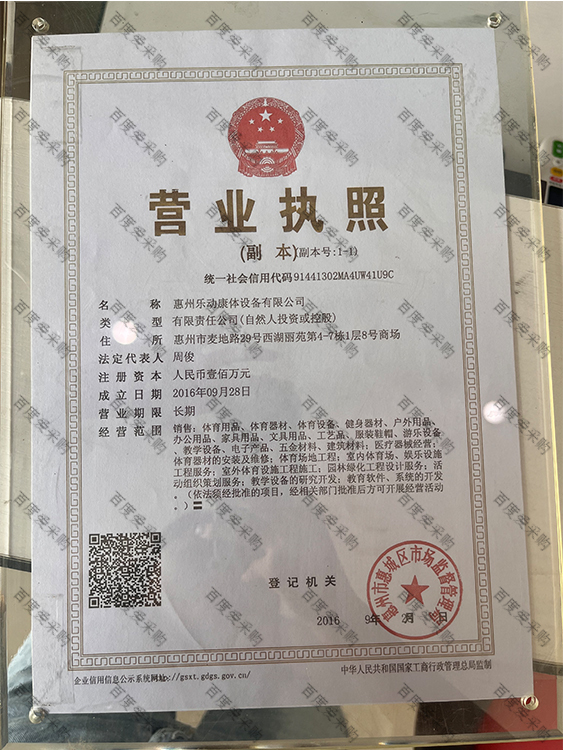 营业执照
(副 本)(副本号:1-1)
统一社会信用代码91441302MA4UW41U9C
名 称 惠州乐动康体设备有限公司
类 型 有限责任公司(自然人投资或控股)
住 所 惠州市麦地路29号西湖丽苑第4-7栋1层8号商场
法定代表人 周俊
注册资本 人民币壹佰万元
成立日期 2016年09月28日
营业期限 长期
经营范围 销售：体育用品、体育器材、体育设备、健身器材、户外用品、
办公用品、家具用品、文具用品、工艺品、服装鞋帽、游乐设备
、教学设备、电子产品、五金材料、建筑材料；医疗器械经营；
体育器材的安装及维修；体育场地工程；室内体育场、娱乐设施
工程服务；室外体育设施工程施工；园林绿化工程设计服务；活
动组织策划服务；教学设备的研究开发；教育软件、系统的开发
。(依法须经批准的项目，经相关部门批准后方可开展经营活动
。)
登记机关
惠州市惠城区市场监督管理局
2016 9年 月 日
企业信用信息公示系统网址://gsxt.gdgs.gov.cn/
中华人民共和国国家工商行政管理总局监制
百度爱采购